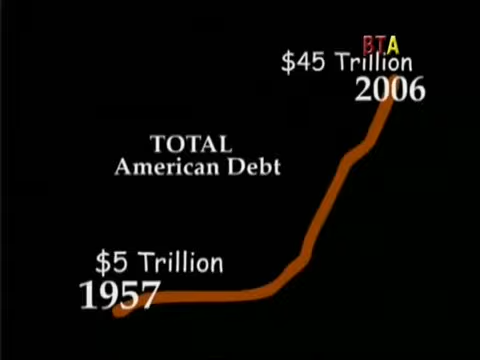 BTA
$45 Trillion
2006
TOTAL
American Debt
$5 Trillion
1957